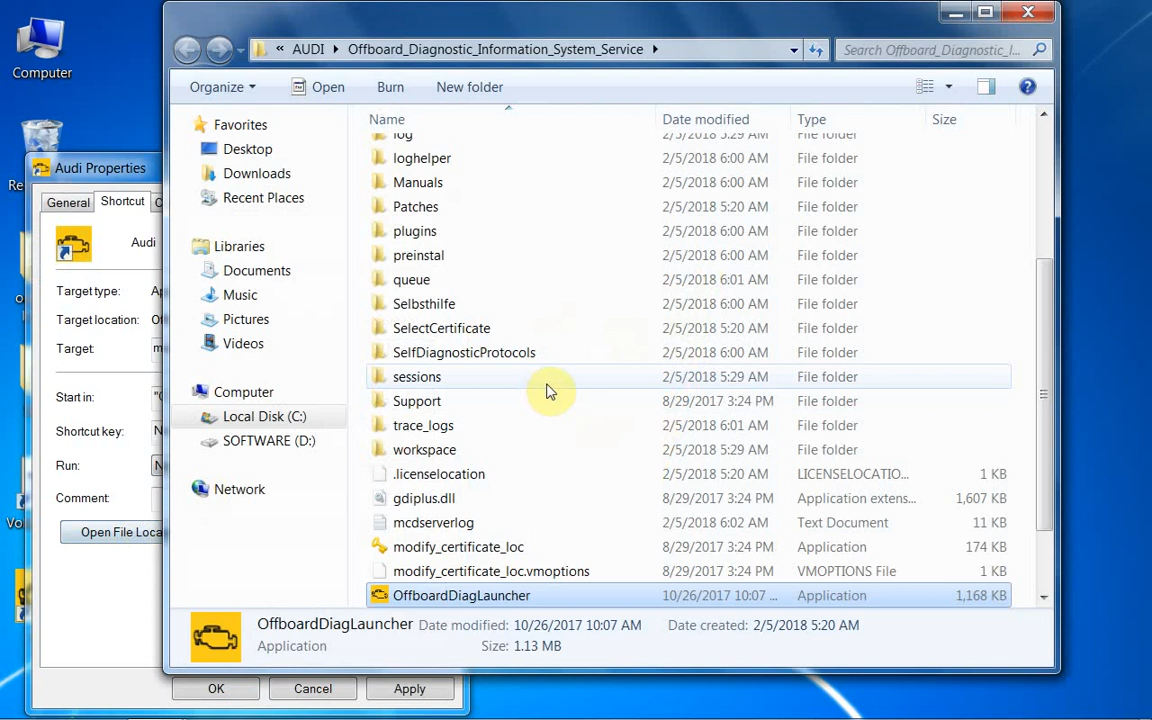 Computer
Re
Audi Properties
General
Shortcut
C
Audi
Target type:
Target location:
Of
Target:
m
Start in:
"C
Shortcut key:
N
Run:
N
Comment:
Open File Loca
OK
Cancel
Apply
Vo
« AUDI Offboard_Diagnostic_Information_System_Service
Search Offboard_Diagnostic_I...
Organize
Open
Burn
New folder
Favorites
Desktop
Downloads
Recent Places
Libraries
Documents
Music
Pictures
Videos
Computer
Local Disk (C:)
SOFTWARE (D:)
Network
Name Date modified Type Size
log 2/5/2018 5:29 AM File folder
loghelper 2/5/2018 6:00 AM File folder
Manuals 2/5/2018 6:00 AM File folder
Patches 2/5/2018 5:20 AM File folder
plugins 2/5/2018 6:00 AM File folder
preinstal 2/5/2018 6:00 AM File folder
queue 2/5/2018 6:01 AM File folder
Selbsthilfe 2/5/2018 6:00 AM File folder
SelectCertificate 2/5/2018 5:20 AM File folder
SelfDiagnosticProtocols 2/5/2018 6:00 AM File folder
sessions 2/5/2018 5:29 AM File folder
Support 8/29/2017 3:24 PM File folder
trace_logs 2/5/2018 6:01 AM File folder
workspace 2/5/2018 5:29 AM File folder
.licenselocation 2/5/2018 5:20 AM LICENSELOCATIO... 1 KB
gdiplus.dll 8/29/2017 3:24 PM Application extens... 1,607 KB
mcdserverlog 2/5/2018 6:02 AM Text Document 11 KB
modify_certificate_loc 8/29/2017 3:24 PM Application 174 KB
modify_certificate_loc.vmoptions 8/29/2017 3:24 PM VMOPTIONS File 1 KB
OffboardDiagLauncher 10/26/2017 10:07 ... Application 1,168 KB
OffboardDiagLauncher Date modified: 10/26/2017 10:07 AM Date created: 2/5/2018 5:20 AM
Application Size: 1.13 MB